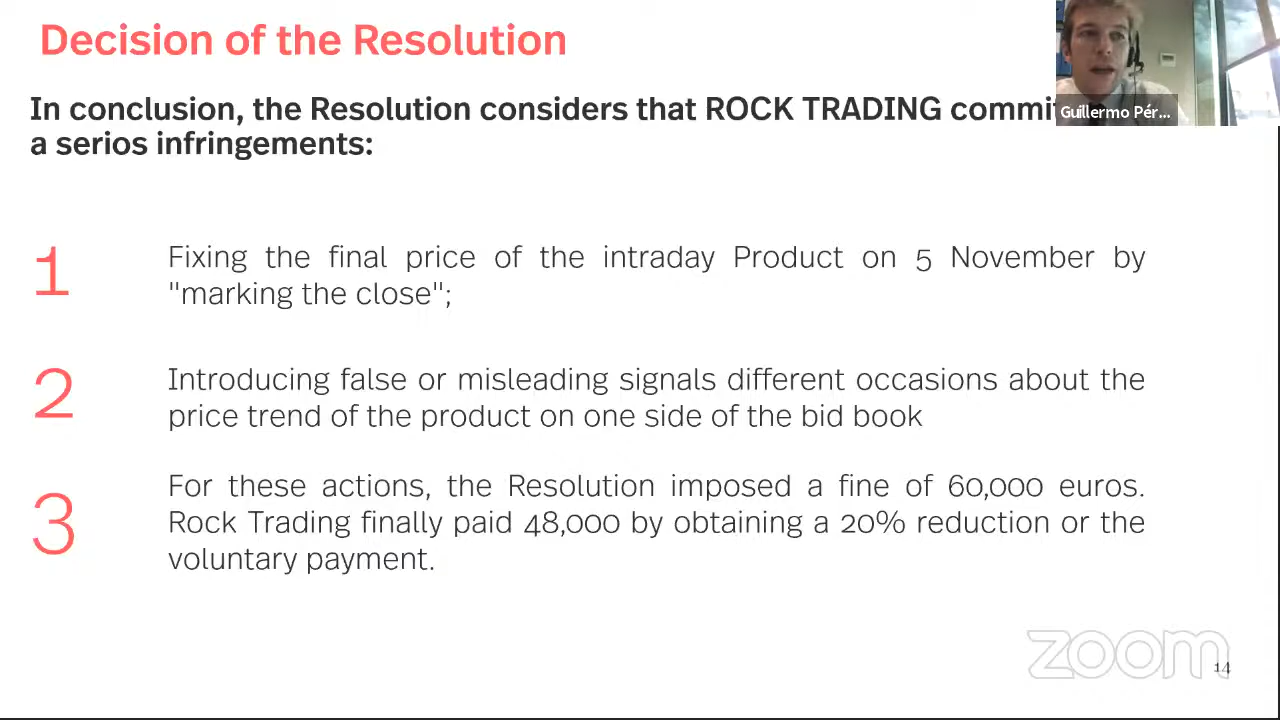 Decision of the Resolution
In conclusion, the Resolution considers that ROCK TRADING commi
a serios infringements:
Guillermo Pér...
1
Fixing the final price of the intraday Product on 5 November by
"marking the close";
2
Introducing false or misleading signals different occasions about the
price trend of the product on one side of the bid book
3
For these actions, the Resolution imposed a fine of 60,000 euros.
Rock Trading finally paid 48,000 by obtaining a 20% reduction or the
voluntary payment.
zoom
14